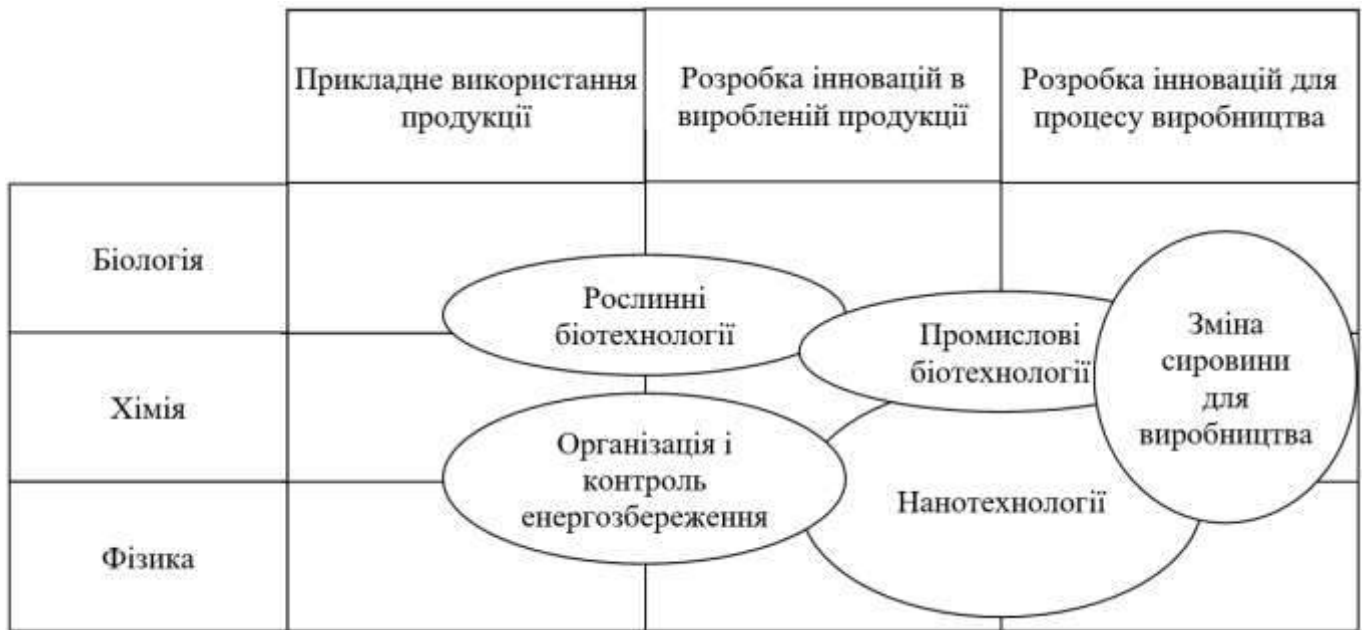 Прикладне використання
продукції
Розробка інновацій в
виробленій продукції
Розробка інновацій для
процесу виробництва
Біологія
Рослинні
біотехнології
Промислові
біотехнології
Зміна
сировини
для
виробництва
Хімія
Організація і
контроль
енергозбереження
Нанотехнології
Фізика